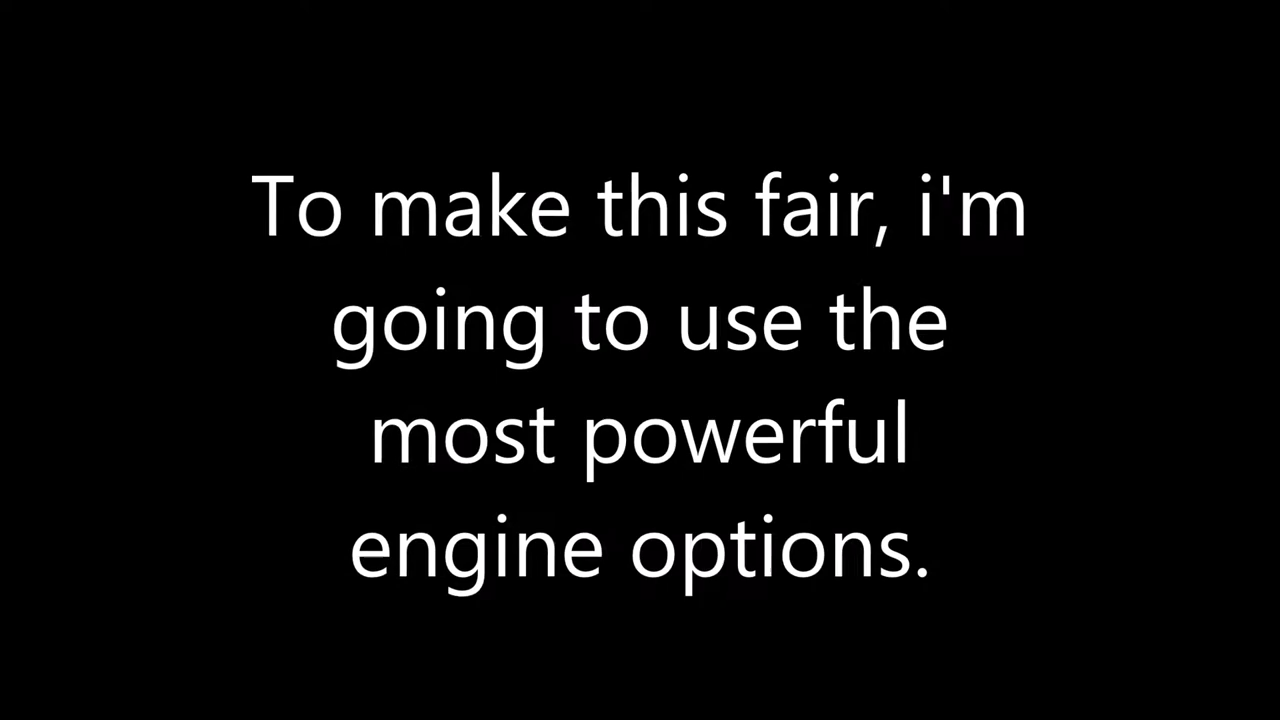 To make this fair, i'm
going to use the
most powerful
engine options.